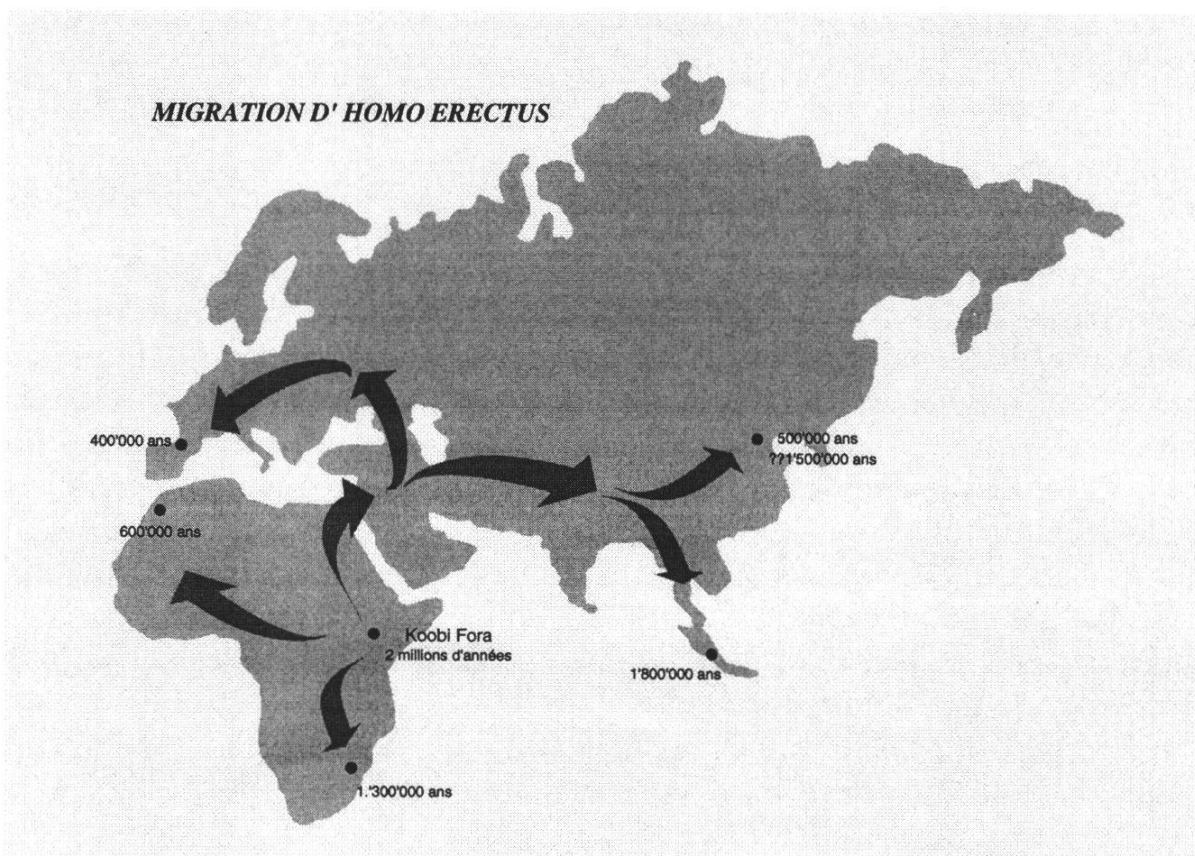 MIGRATION D' HOMO ERECTUS
400'000 ans
500'000 ans
??1'500'000 ans
600'000 ans
Koobi Fora
2 millions d'années
1'800'000 ans
1.'300'000 ans